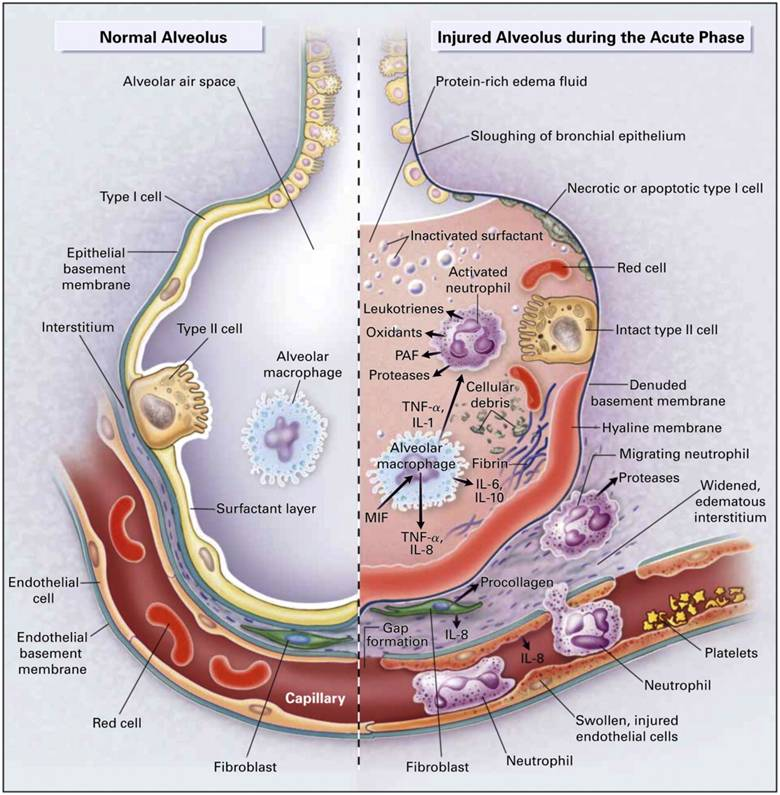 Normal Alveolus
Injured Alveolus during the Acute Phase
Alveolar air space
Protein-rich edema fluid
Sloughing of bronchial epithelium
Type I cell
Necrotic or apoptotic type I cell
Epithelial
basement
membrane
Inactivated surfactant
Activated
neutrophil
Red cell
Interstitium
Type II cell
Leukotrienes
Oxidants
PAF
Proteases
Intact type II cell
Alveolar
macrophage
Cellular
debris
Denuded
basement membrane
TNF-α,
IL-1
Hyaline membrane
Alveolar
macrophage
Fibrin
Migrating neutrophil
Proteases
IL-6,
IL-10
Widened,
edematous
interstitium
Surfactant layer
MIF
TNF-α,
IL-8
Endothelial
cell
Procollagen
IL-8
Endothelial
basement
membrane
Gap
formation
IL-8
Platelets
Capillary
Neutrophil
Red cell
Swollen, injured
endothelial cells
Fibroblast
Fibroblast
Neutrophil